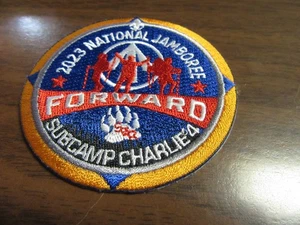 2023 NATIONAL JAMBOREE
FORWARD
SUBCAMP CHARLIE 4